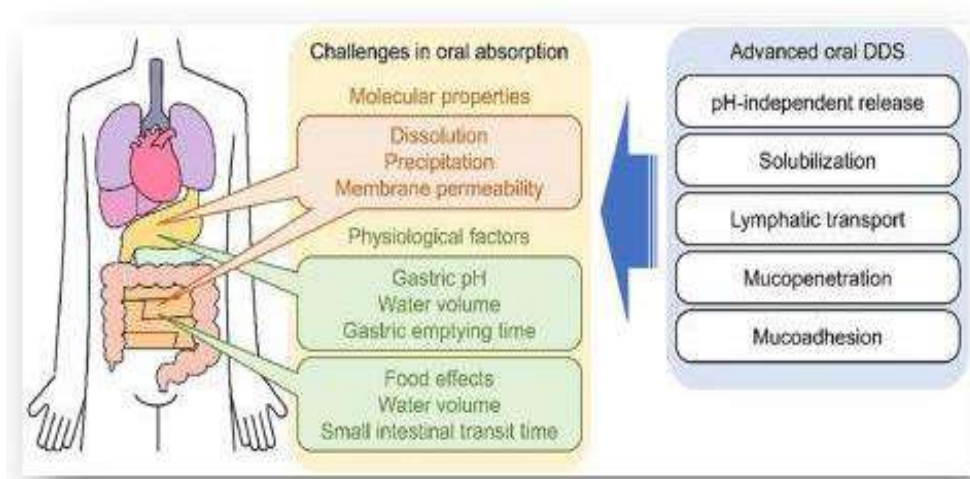 Challenges in oral absorption
Molecular properties
Dissolution
Precipitation
Membrane permeability
Physiological factors
Gastric pH
Water volume
Gastric emptying time
Food effects
Water volume
Small intestinal transit time
Advanced oral DDS
pH-independent release
Solubilization
Lymphatic transport
Mucopenetration
Mucoadhesion